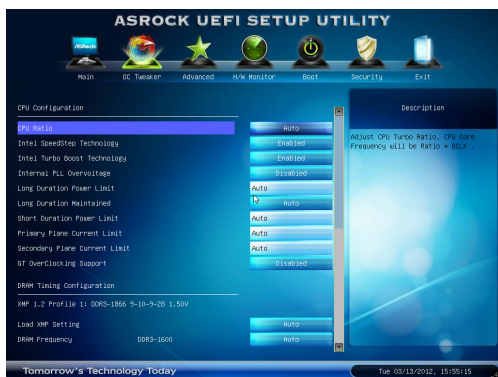 ASROCK UEFI SETUP UTILITY
ASRock
Main OC Tweaker Advanced H/W Monitor Boot Security Exit
CPU Configuration
CPU Ratio Auto
Intel SpeedStep Technology Enabled
Intel Turbo Boost Technology Enabled
Internal PLL Overvoltage Disabled
Long Duration Power Limit Auto
Long Duration Maintained Auto
Short Duration Power Limit Auto
Primary Plane Current Limit Auto
Secondary Plane Current Limit Auto
GT OverClocking Support Disabled
DRAM Timing Configuration
XMP 1.2 Profile 1: DDR3-1866 9-10-9-28 1.50V
Load XMP Setting Auto
DRAM Frequency DDR3-1600 Auto
Description
Adjust CPU Turbo Ratio, CPU Core
Frequency will be Ratio * BCLK .
Tomorrow's Technology Today
Tue 03/13/2012, 15:55:15